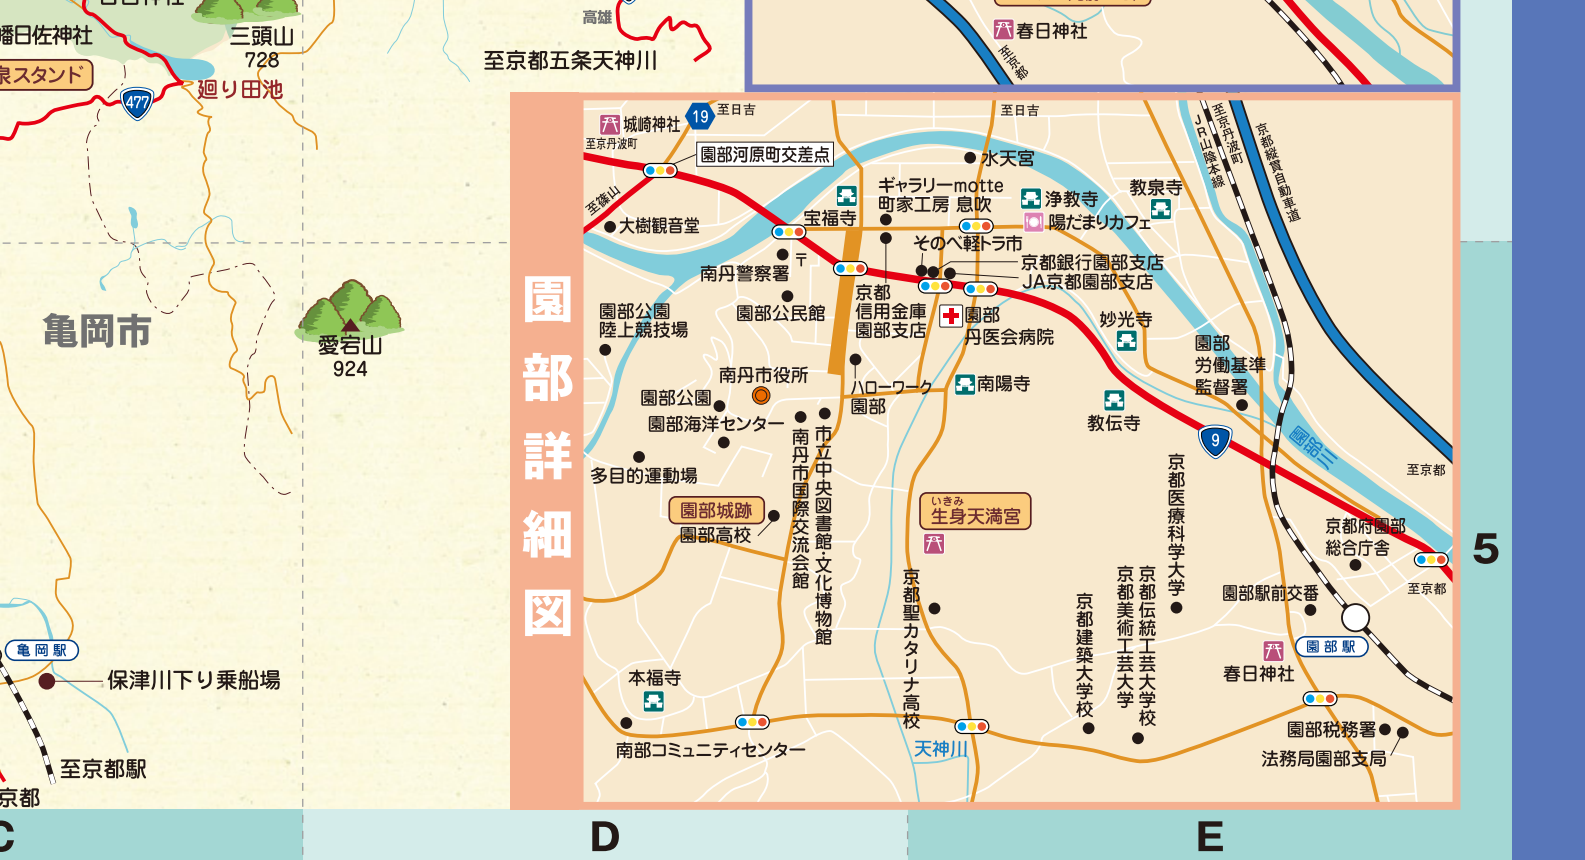 三頭山
728
幡日佐神社
泉スタンド
廻り田池
477
高雄
至京都五条天神川
春日神社
至京都
亀岡市
愛宕山
924
亀岡駅
保津川下り乗船場
至京都駅
京都
園部詳細図
城崎神社
至京丹波町
19
至日吉
園部河原町交差点
至日吉
水天宮
至篠山
大樹観音堂
宝福寺
ギャラリーmotte
町家工房 息吹
浄教寺
陽だまりカフェ
教泉寺
JR山陰本線
至京丹波町
京都縦貫自動車道
そのべ軽トラ市
京都銀行園部支店
JA京都園部支店
南丹警察署
〒
園部公民館
京都
信用金庫
園部支店
園部
丹医会病院
園部公園
陸上競技場
妙光寺
園部
労働基準
監督署
南丹市役所
ハローワーク
園部
南陽寺
教伝寺
園部公園
園部海洋センター
多目的運動場
9
園部川
至京都
園部城跡
園部高校
南丹市国際交流会館
市立中央図書館・文化博物館
いきみ
生身天満宮
京都聖カタリナ高校
京都医療科学大学
京都府園部
総合庁舎
至京都
園部駅前交番
京都建築大学校
京都美術工芸大学
京都伝統工芸大学校
園部駅
春日神社
本福寺
南部コミュニティセンター
天神川
園部税務署
法務局園部支局
5
C
D
E